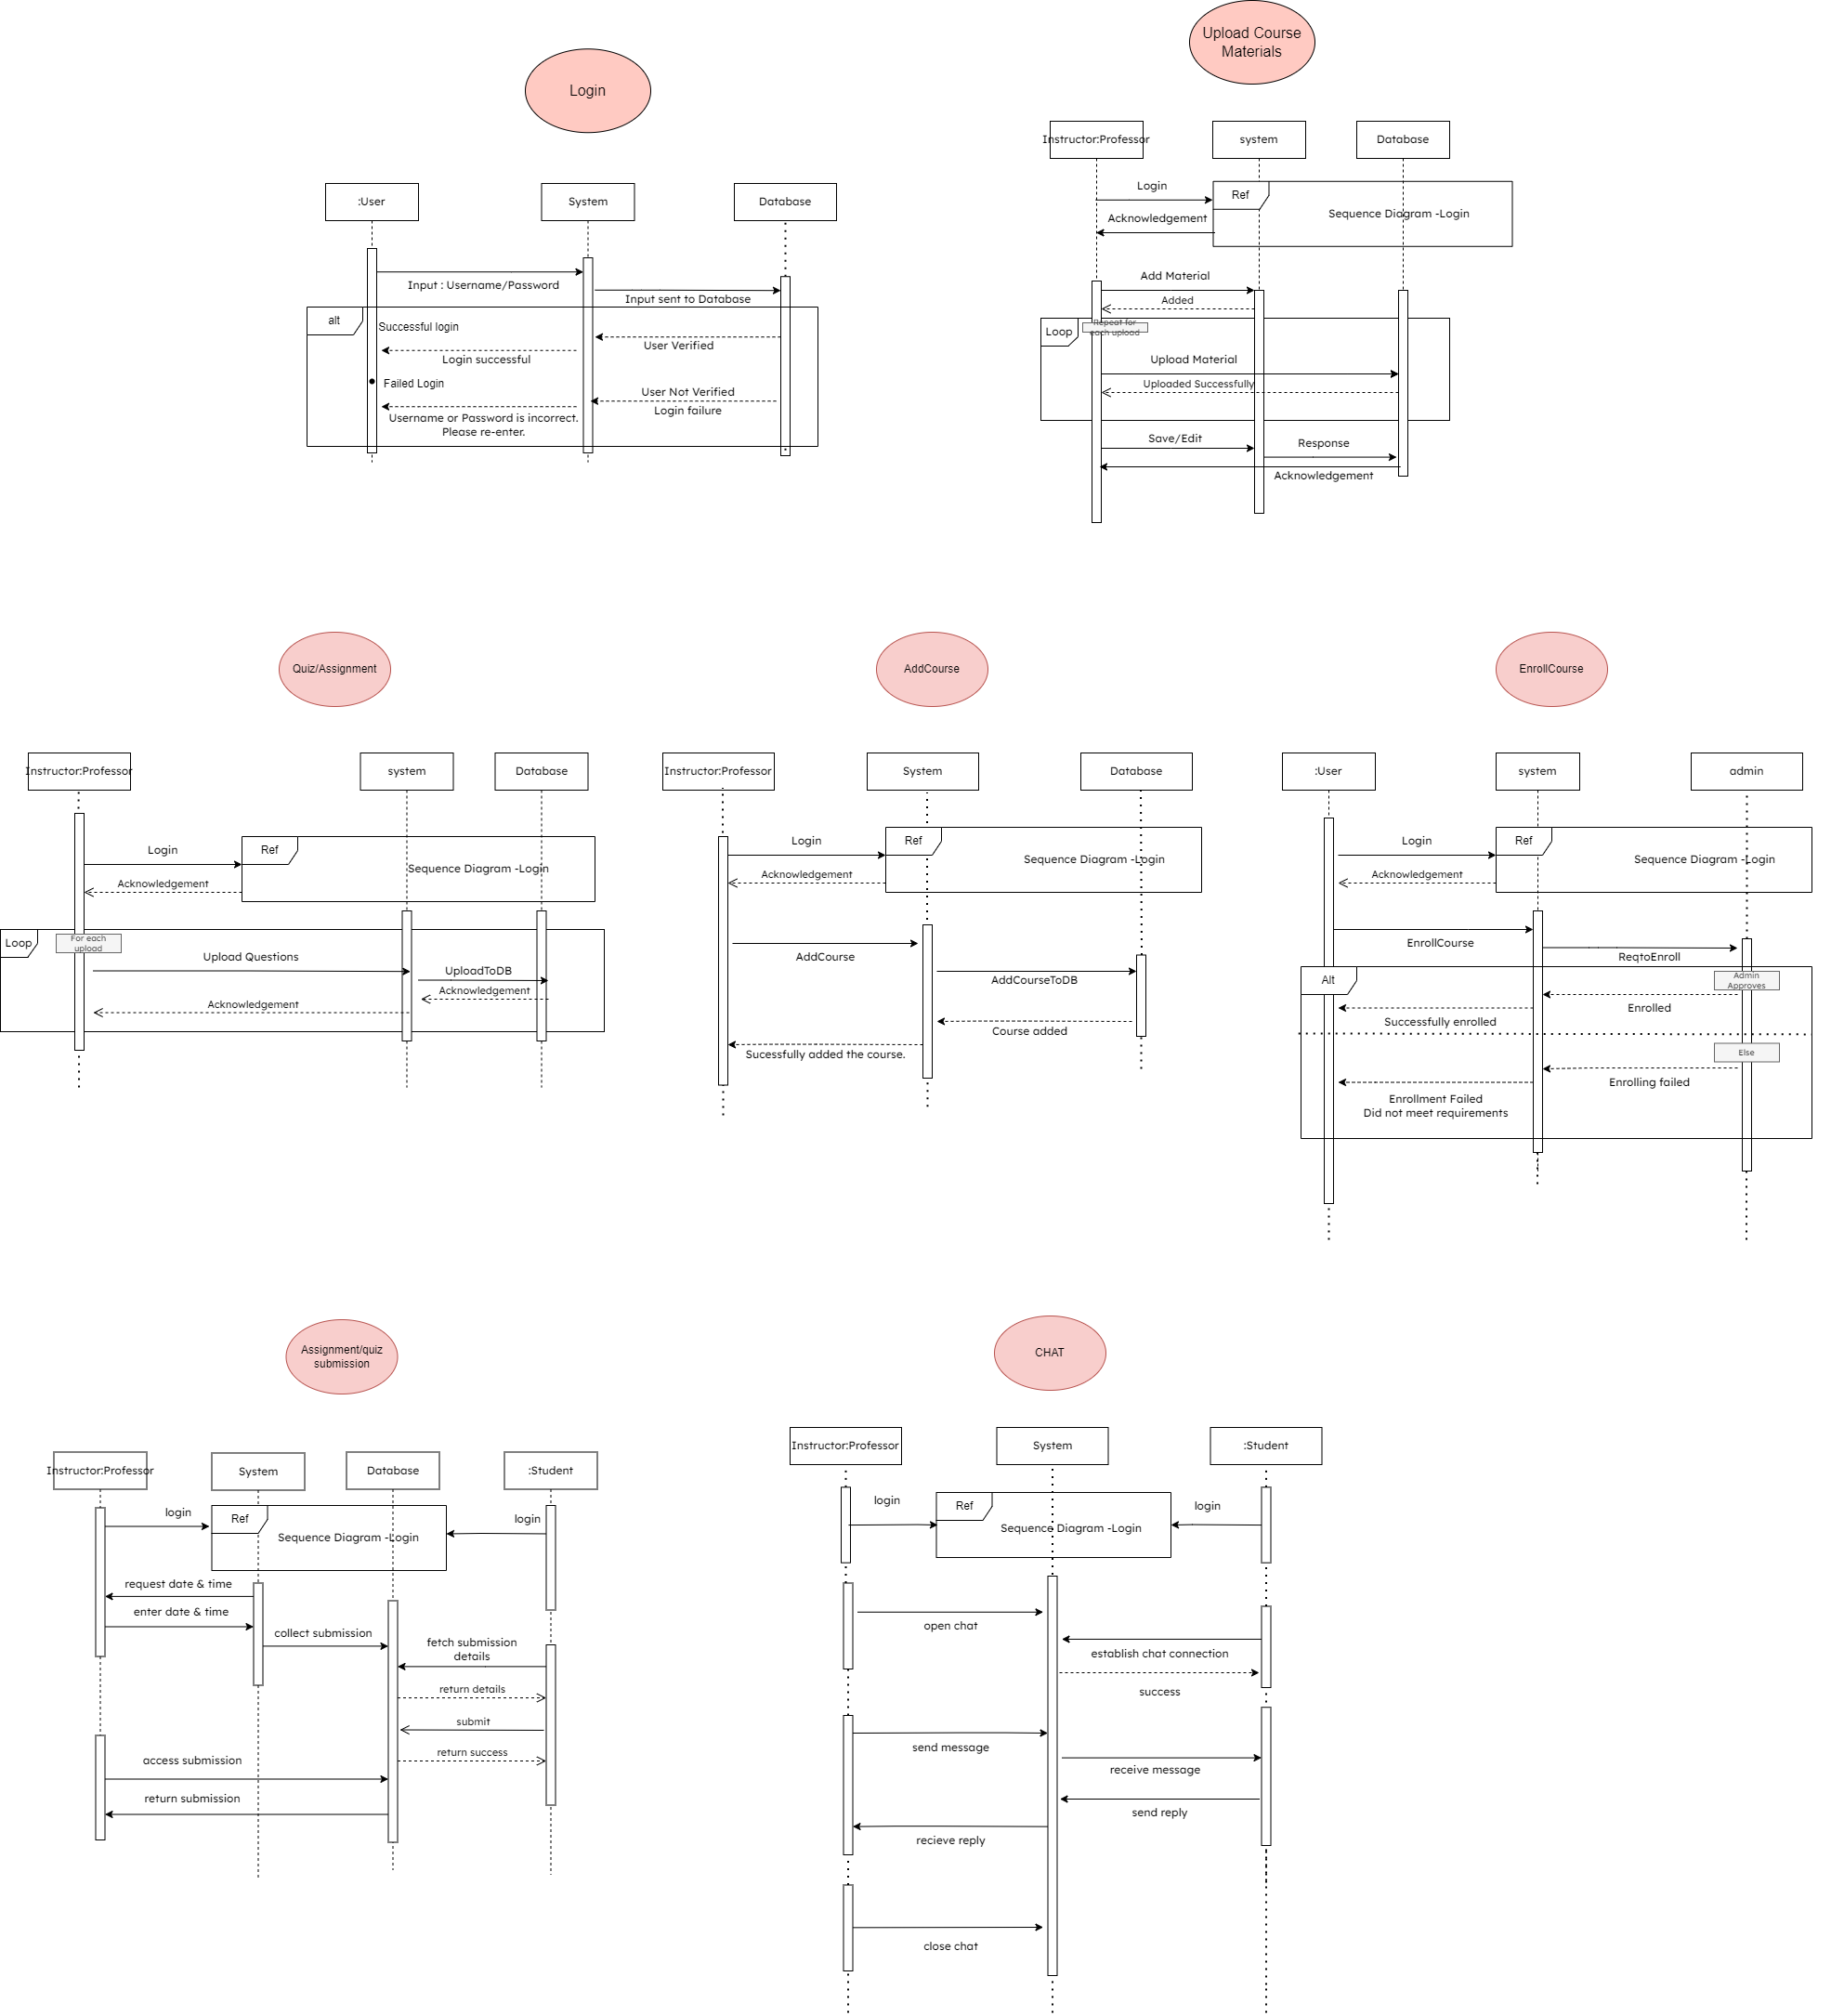 Login
:User
System
Database
Input : Username/Password
Input sent to Database
alt
Successful login
User Verified
Login successful
Failed Login
User Not Verified
Login failure
Username or Password is incorrect.
Please re-enter.
Upload Course
Materials
Instructor:Professor
system
Database
Login
Ref
Sequence Diagram -Login
Acknowledgement
Add Material
Added
Loop
Repeat for
each upload
Upload Material
Uploaded Successfully
Save/Edit
Response
Acknowledgement
Quiz/Assignment
Instructor:Professor
system
Database
Login
Ref
Sequence Diagram -Login
Acknowledgement
Loop
For each
upload
Upload Questions
UploadToDB
Acknowledgement
Acknowledgement
AddCourse
Instructor:Professor
System
Database
Login
Ref
Sequence Diagram -Login
Acknowledgement
AddCourse
AddCourseToDB
Course added
Sucessfully added the course.
EnrollCourse
:User
system
admin
Login
Ref
Sequence Diagram -Login
Acknowledgement
EnrollCourse
ReqtoEnroll
Alt
Admin
Approves
Enrolled
Successfully enrolled
Else
Enrolling failed
Enrollment Failed
Did not meet requirements
Assignment/quiz
submission
Instructor:Professor
System
Database
:Student
login
Ref
Sequence Diagram -Login
login
request date & time
enter date & time
collect submission
fetch submission
details
return details
submit
return success
access submission
return submission
CHAT
Instructor:Professor
System
:Student
login
Ref
Sequence Diagram -Login
login
open chat
establish chat connection
success
send message
receive message
send reply
recieve reply
close chat